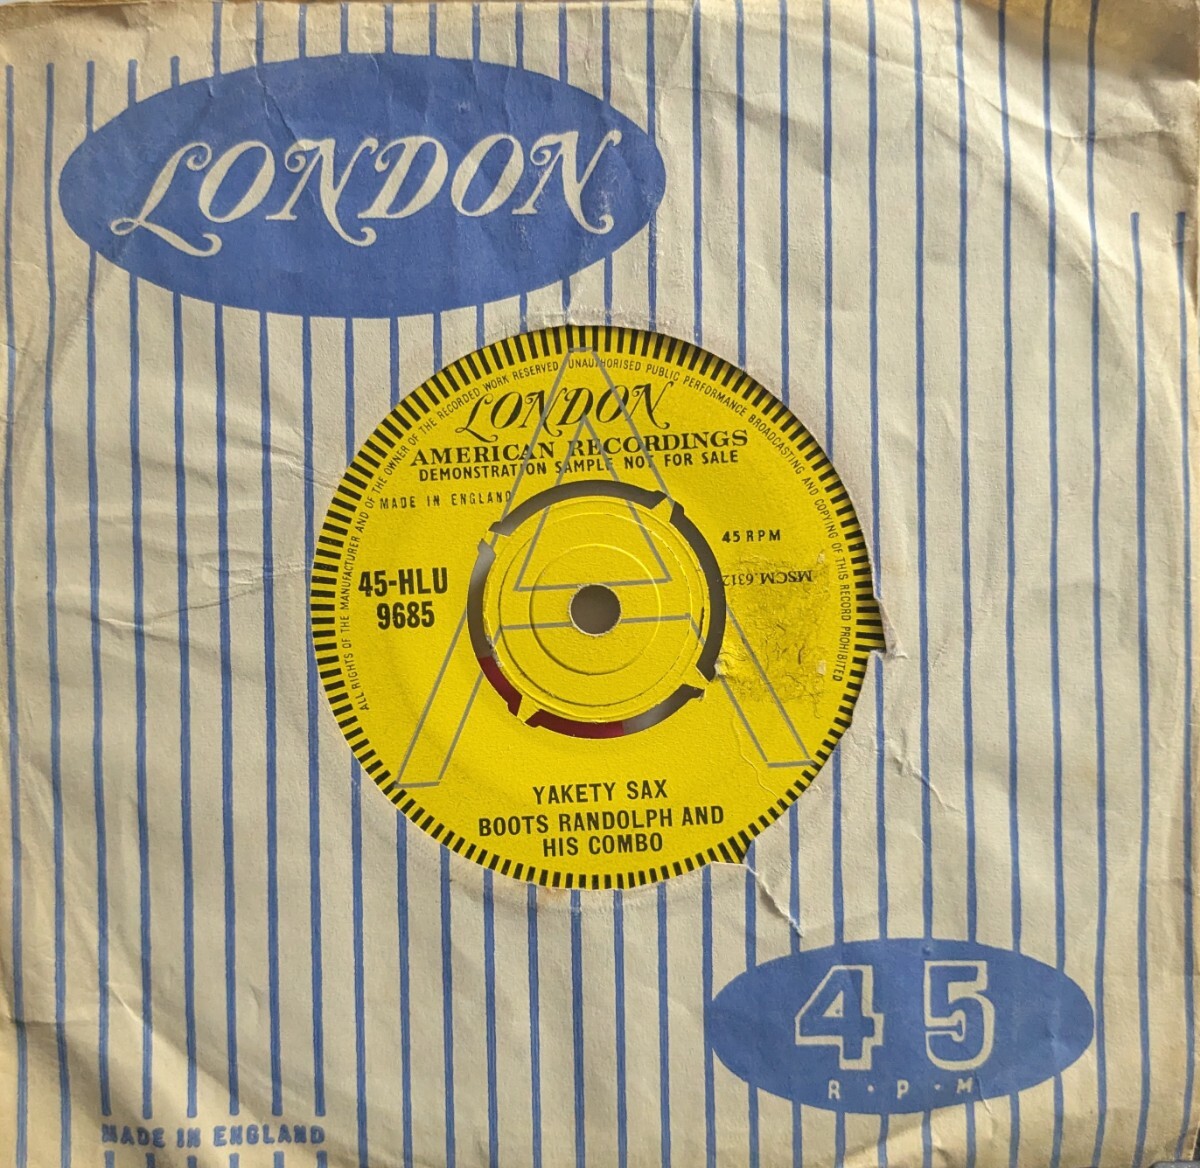 LONDON
ALL RIGHTS OF THE MANUFACTURER AND OF THE OWNER OF THE RECORDED WORK RESERVED UNAUTHORISED PUBLIC PERFORMANCE BROADCASTING AND COPYING OF THIS RECORD PROHIBITED
A
LONDON
AMERICAN RECORDINGS
DEMONSTRATION SAMPLE NOT FOR SALE
MADE IN ENGLAND
45 RPM
45-HLU
9685
MSCM.6312
YAKETY SAX
BOOTS RANDOLPH AND
HIS COMBO
45
R·P·M
MADE IN ENGLAND